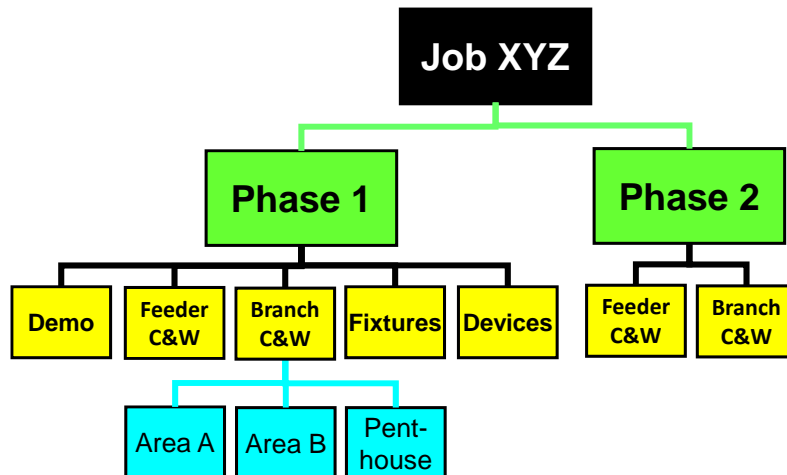 Job XYZ
Phase 1
Phase 2
Demo
Feeder
C&W
Branch
C&W
Fixtures
Devices
Feeder
C&W
Branch
C&W
Area A
Area B
Pent-
house